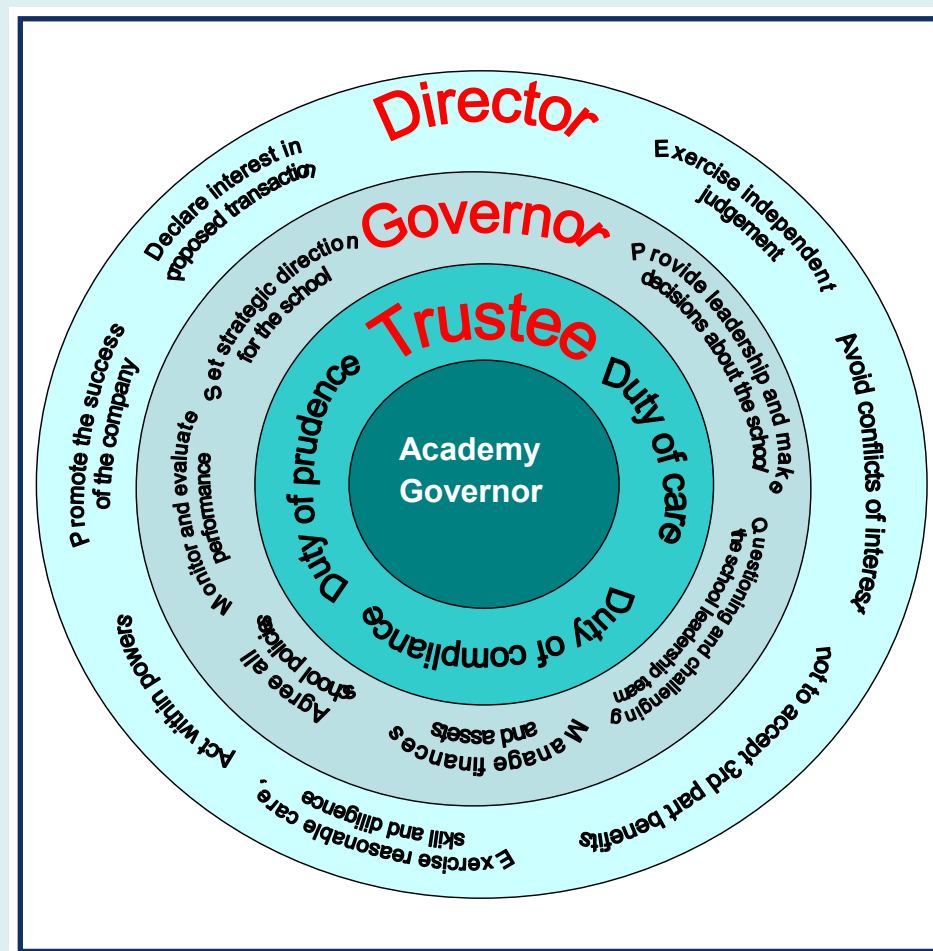 Director
Exercise independent
judgement
Avoid conflicts of interest
not to accept 3rd part benefits
Exercise reasonable care,
skill and diligence
Act within powers
Promote the success
of the company
Declare interest in
proposed transaction
Governor
Provide leadership and make
decisions about the school
Questioning and challenging
the school leadership team
Manage finances
and assets
Agree all
school policies
Monitor and evaluate
performance
Set strategic direction
for the school
Trustee
Duty of care
Duty of compliance
Duty of prudence
Academy
Governor